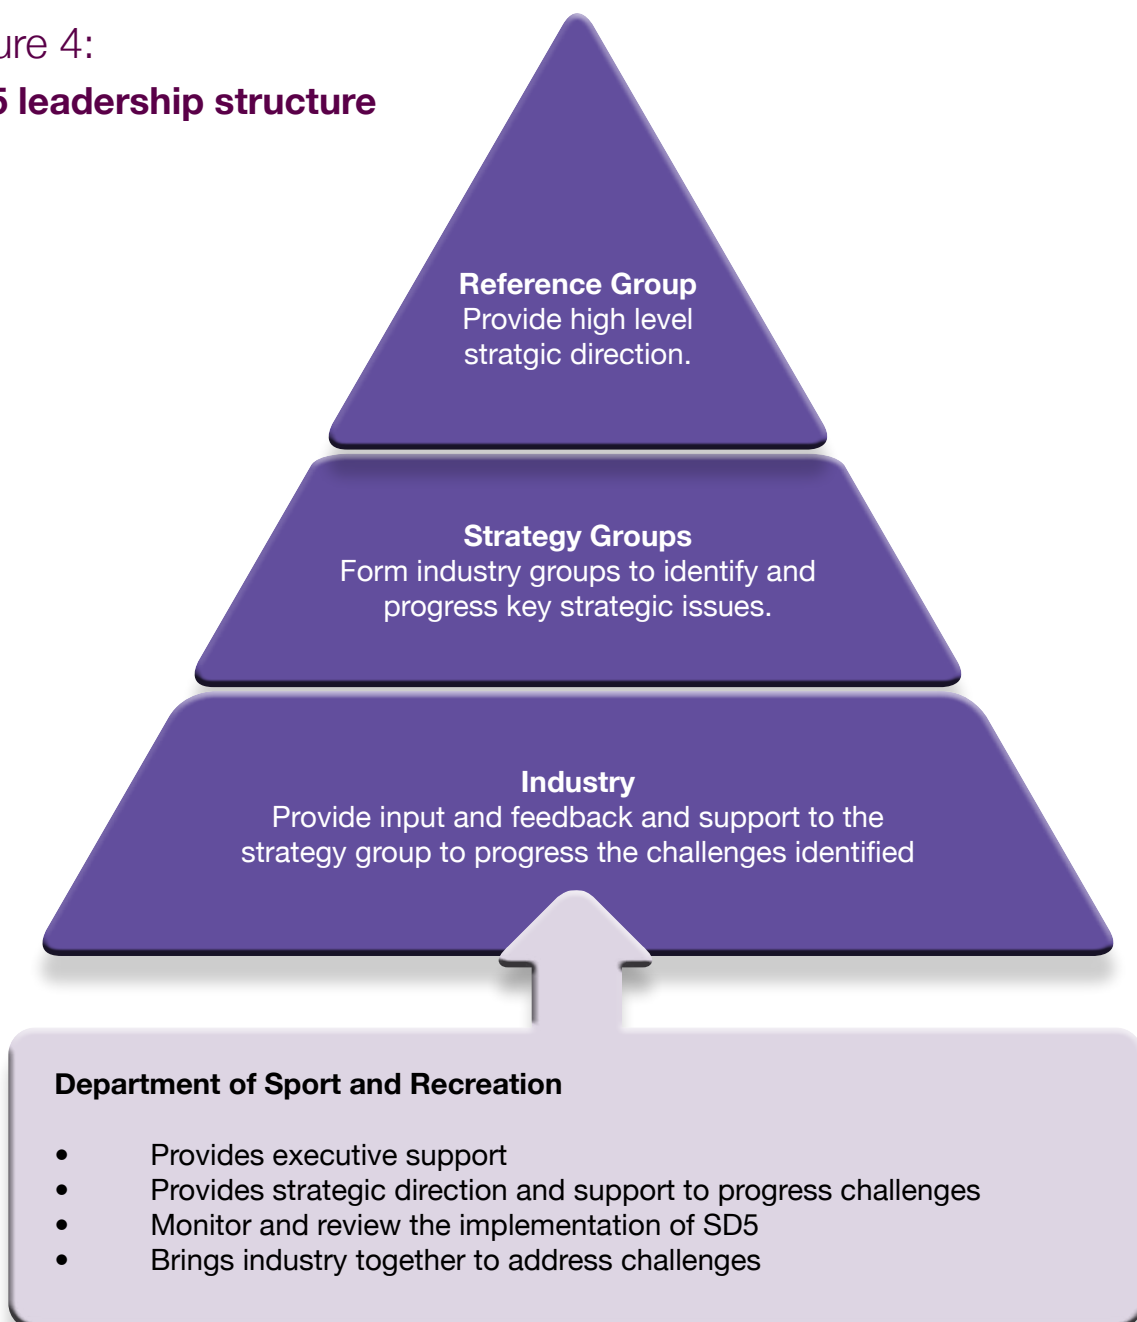 ure 4:
5 leadership structure
Reference Group
Provide high level
stratgic direction.
Strategy Groups
Form industry groups to identify and
progress key strategic issues.
Industry
Provide input and feedback and support to the
strategy group to progress the challenges identified
Department of Sport and Recreation
• Provides executive support
• Provides strategic direction and support to progress challenges
• Monitor and review the implementation of SD5
• Brings industry together to address challenges